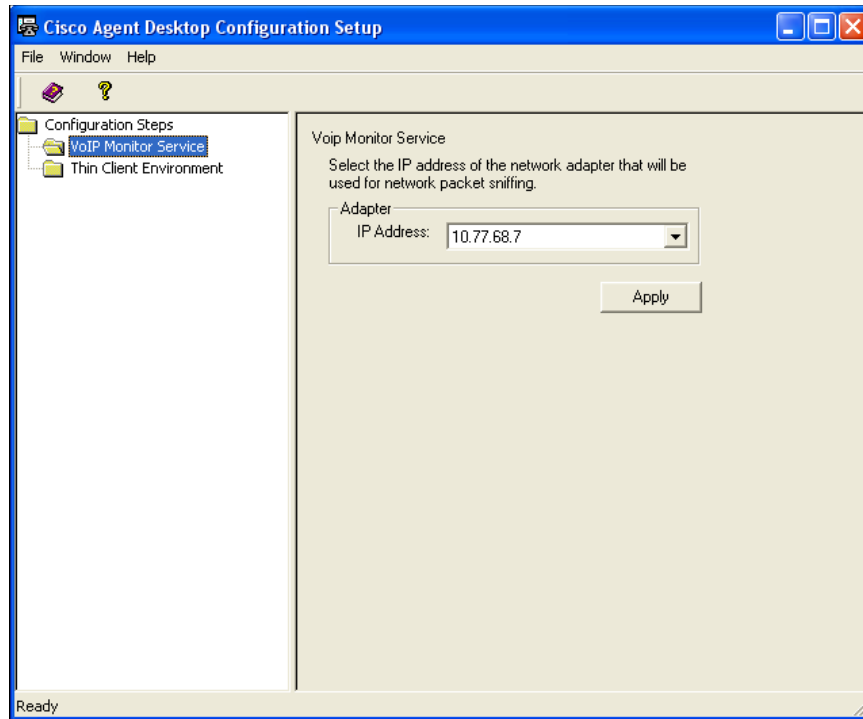 Cisco Agent Desktop Configuration Setup
File Window Help
Configuration Steps
VoIP Monitor Service
Thin Client Environment
Voip Monitor Service
Select the IP address of the network adapter that will be
used for network packet sniffing.
Adapter
IP Address: 10.77.68.7
Apply
Ready